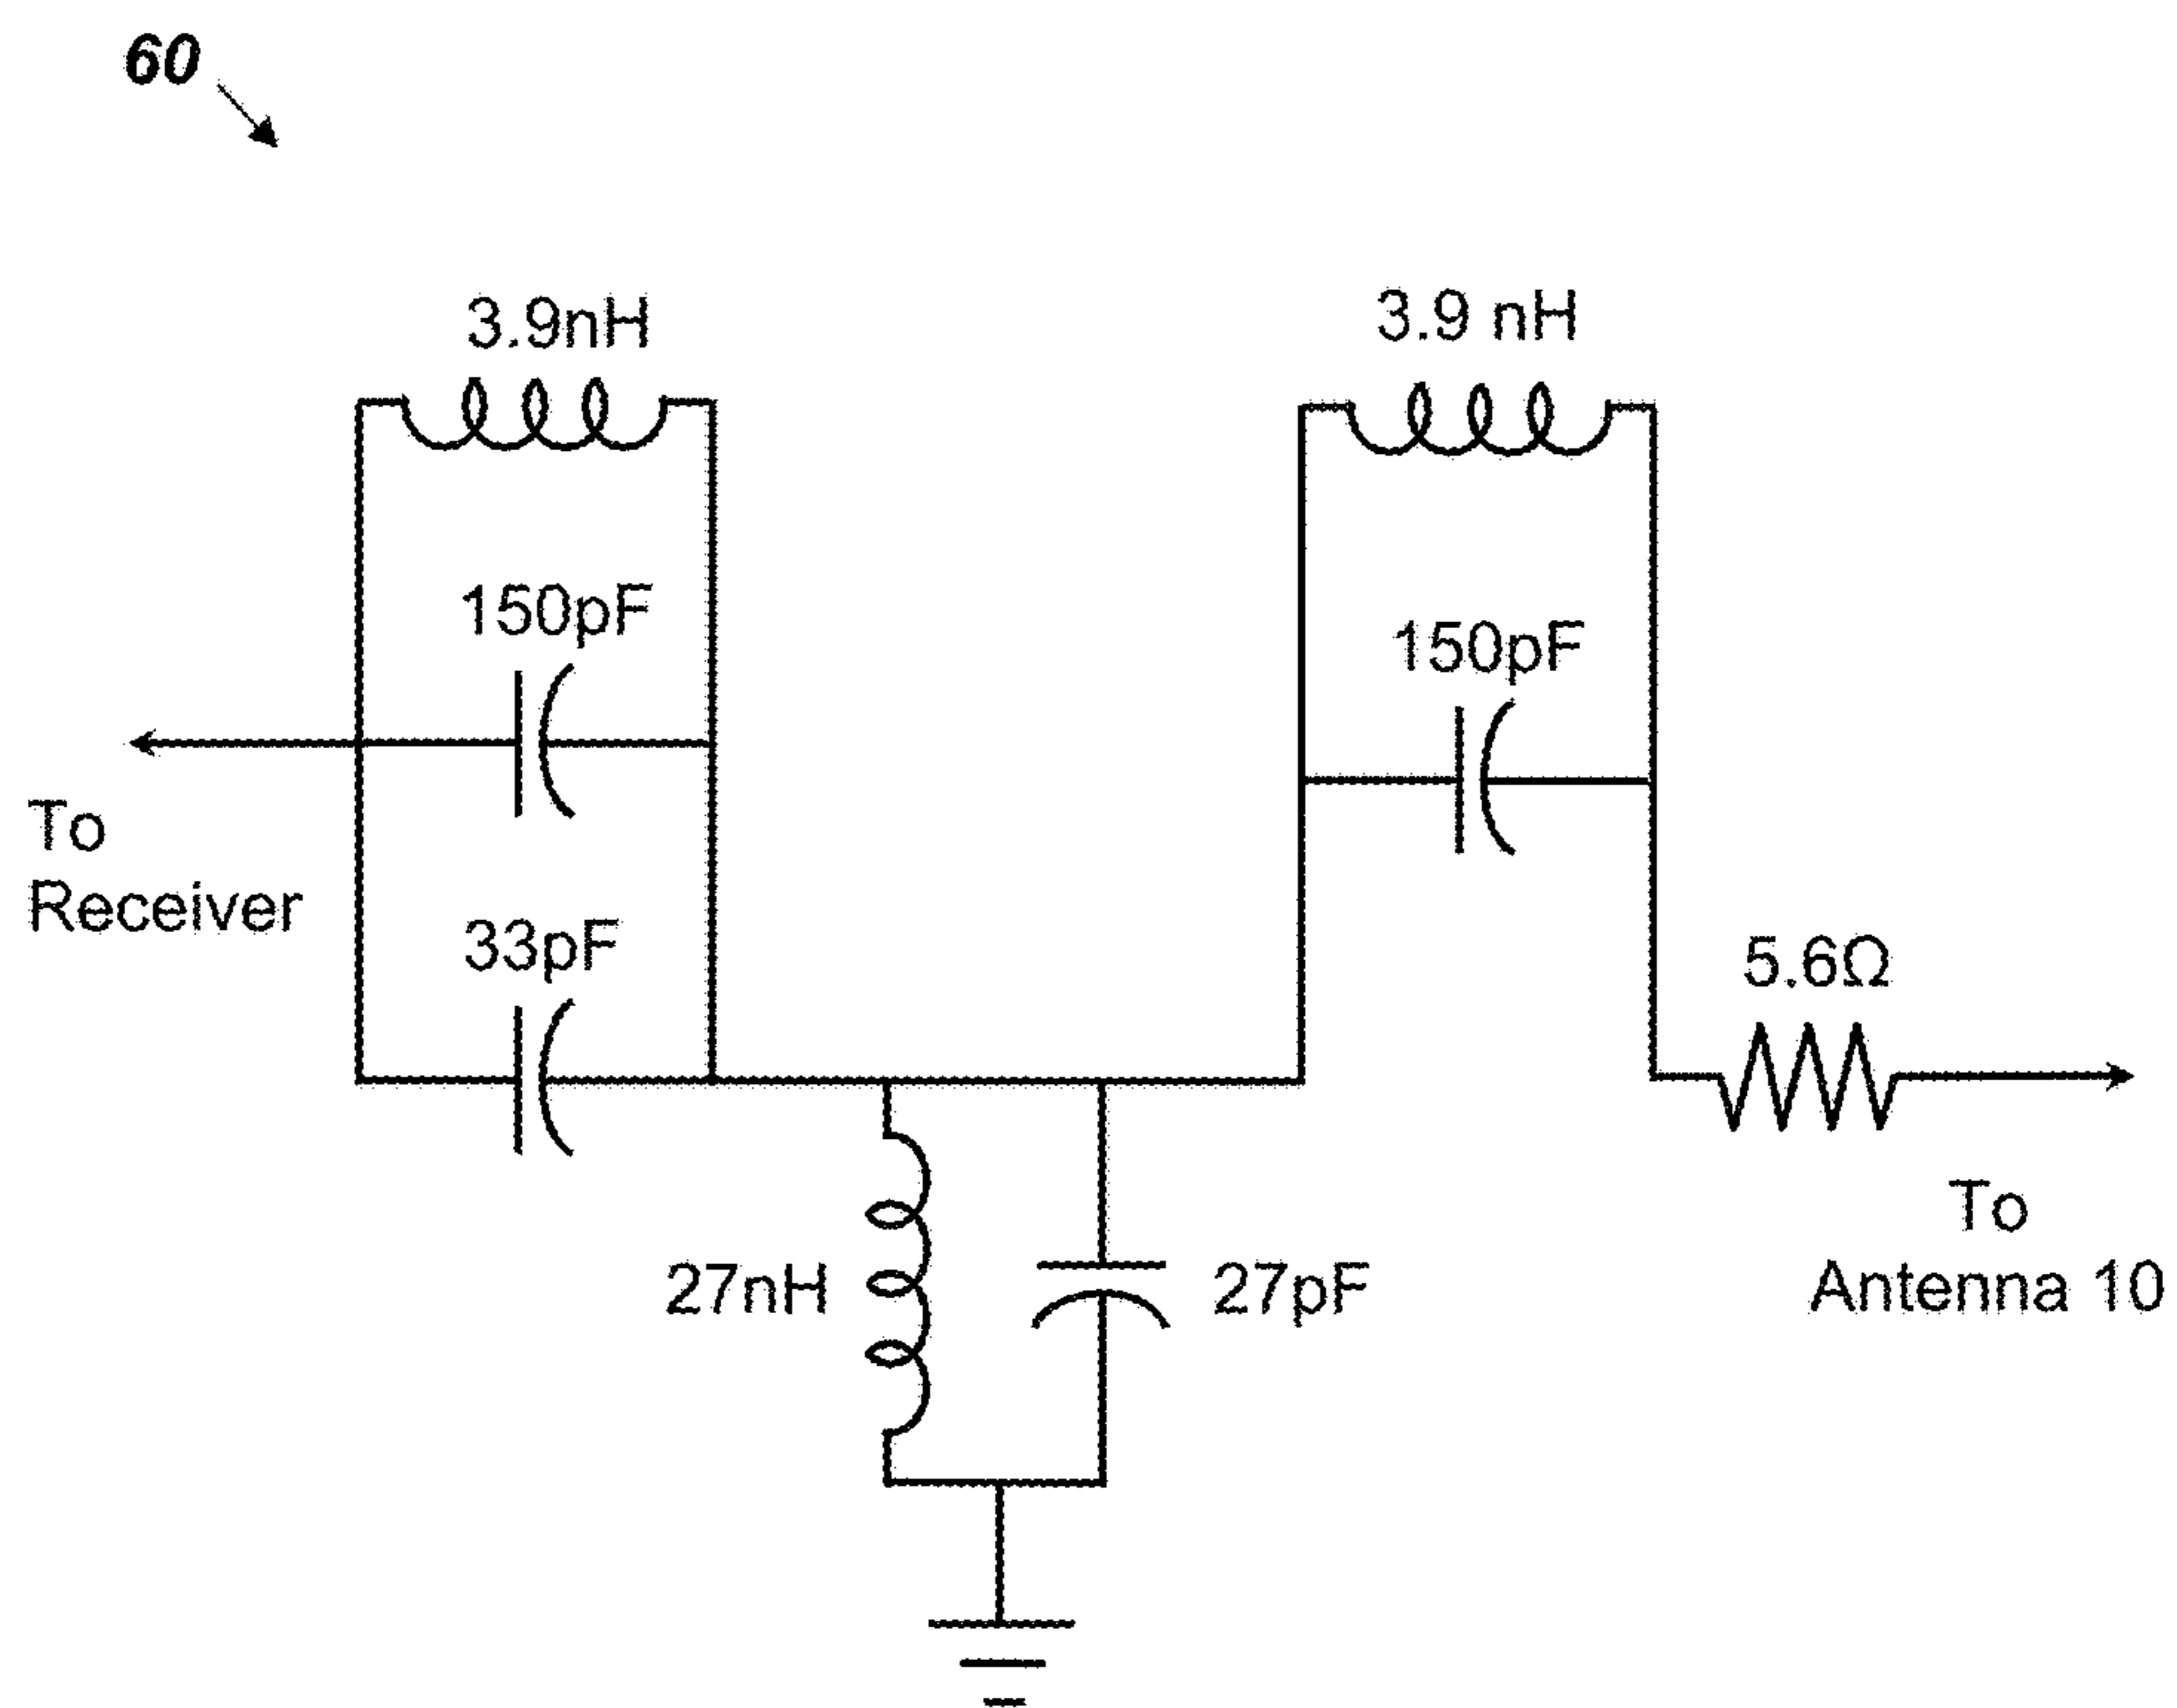 60
3.9nH
3.9 nH
150pF
150pF
To
Receiver
33pF
5.6Ω
To
Antenna 10
27nH
27pF